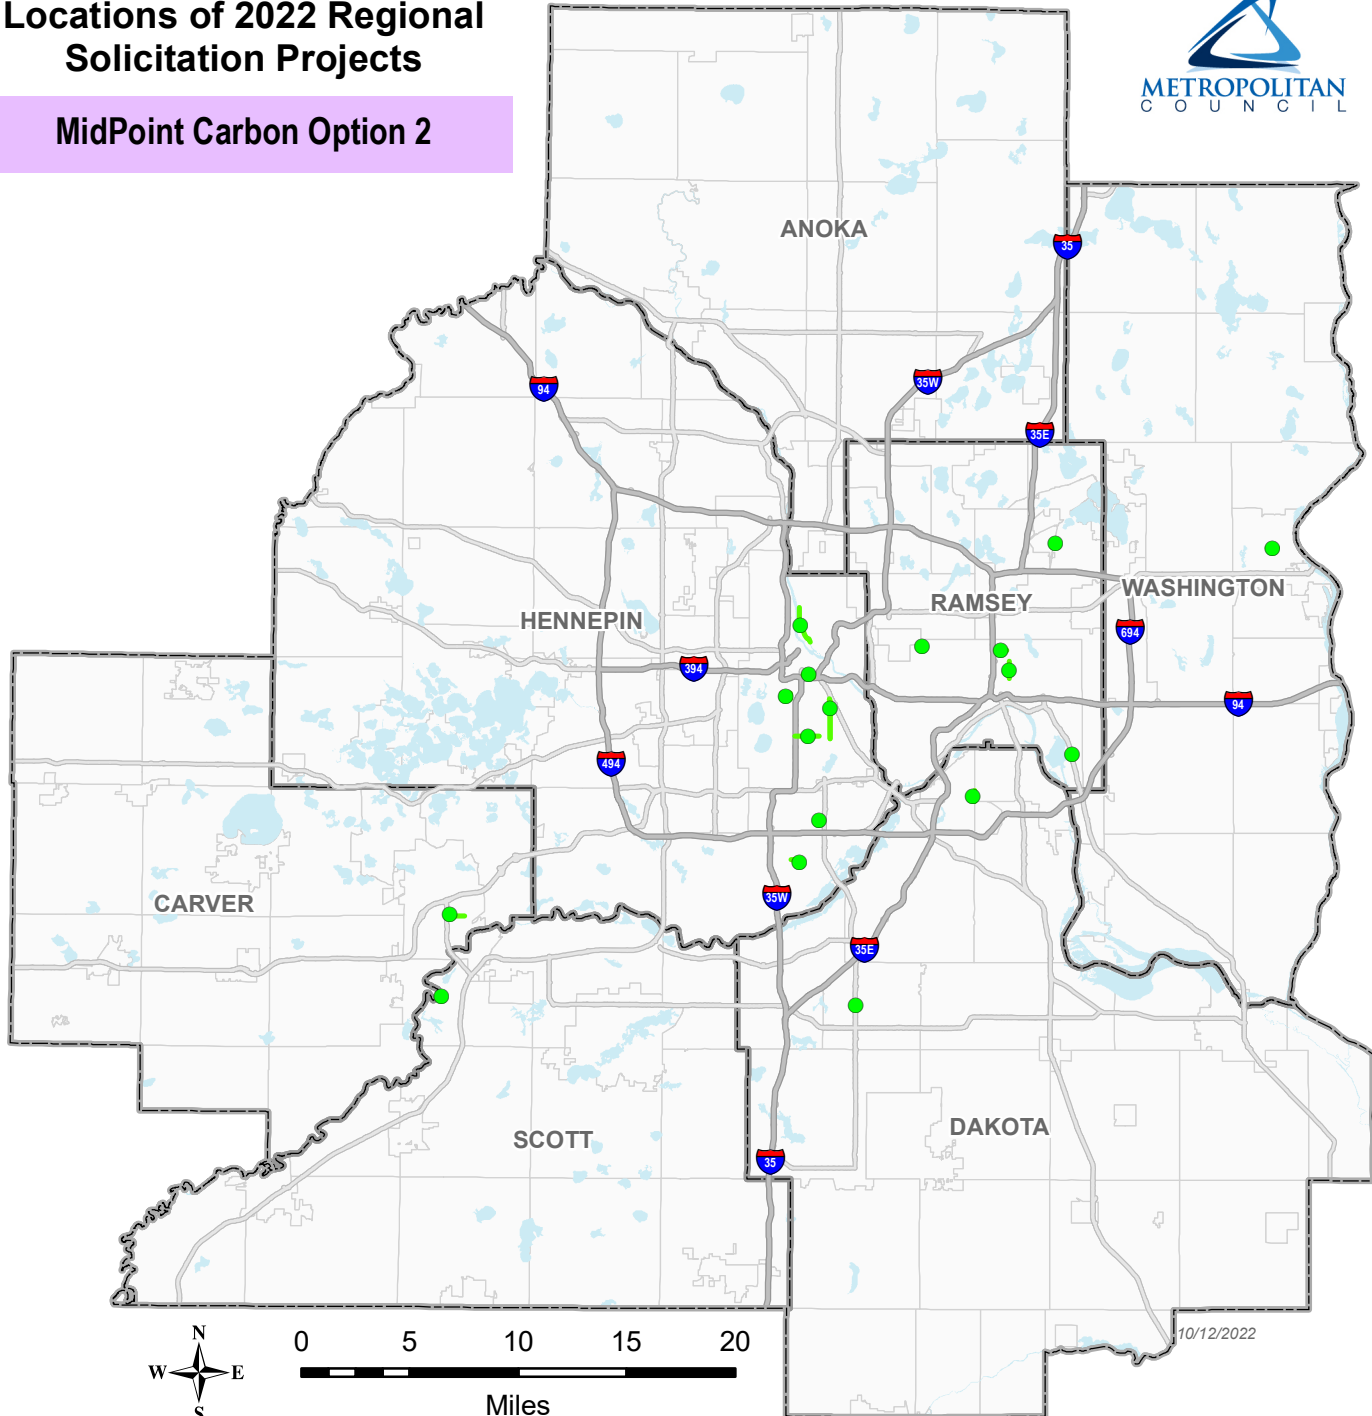 Locations of 2022 Regional
Solicitation Projects
MidPoint Carbon Option 2
METROPOLITAN
COUNCIL
ANOKA
35
94
35W
35E
HENNEPIN
RAMSEY
WASHINGTON
694
394
94
494
CARVER
35W
35E
SCOTT
DAKOTA
35
10/12/2022
N
W E
S
0 5 10 15 20
Miles